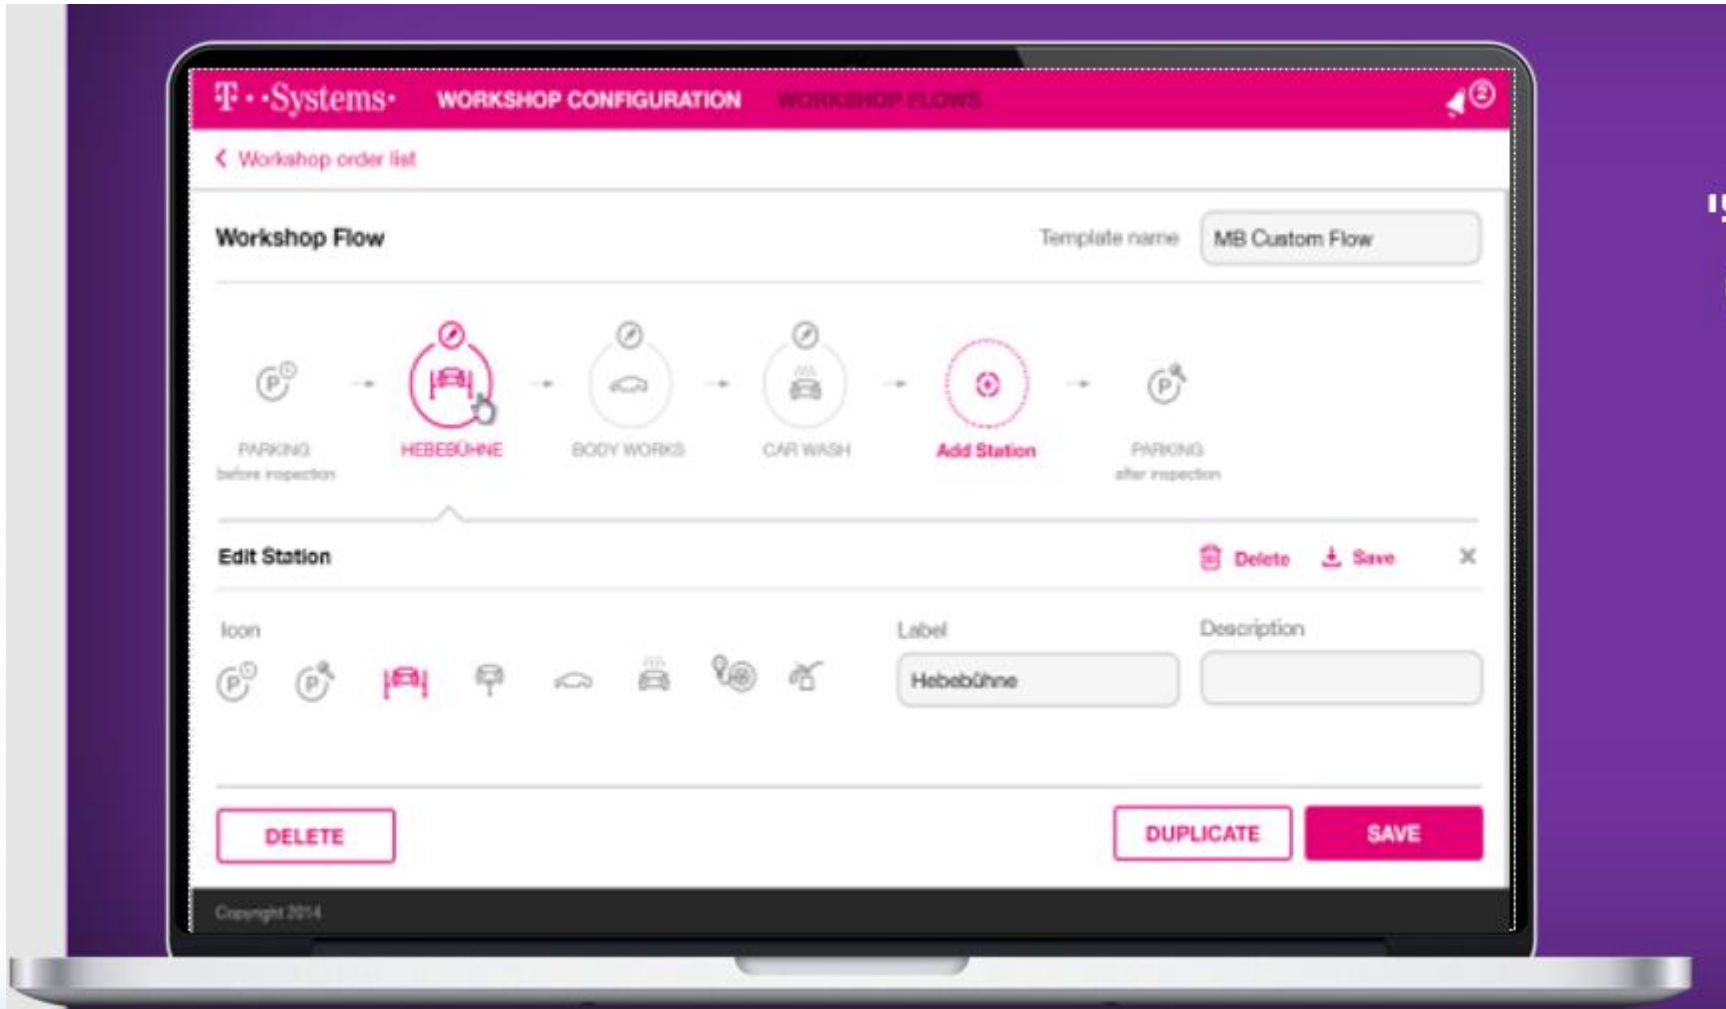 T··Systems·
WORKSHOP CONFIGURATION
WORKSHOP FLOWS
2
Workshop order list
Workshop Flow
Template name
MB Custom Flow
P
P
PARKING
before inspection
HEBEBÜHNE
BODY WORKS
CAR WASH
Add Station
PARKING
after inspection
Edit Station
Delete
Save
Icon
Label
Description
P
P
Hebebühne
DELETE
DUPLICATE
SAVE
Copyright 2014